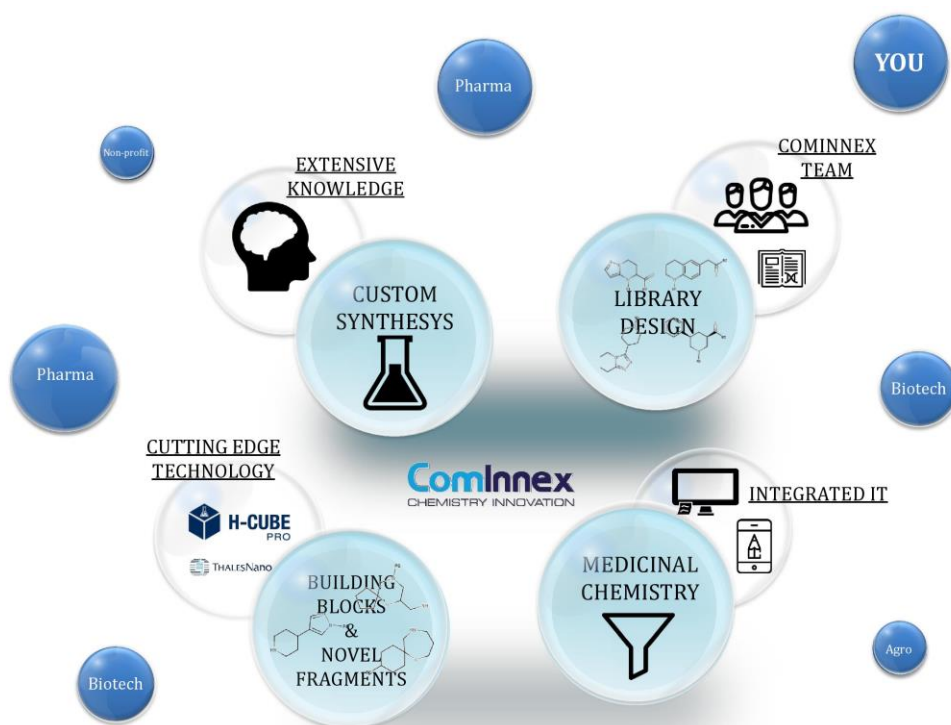 Pharma
YOU
Non-profit
EXTENSIVE
KNOWLEDGE
COMINNEX
TEAM
CUSTOM
SYNTHESYS
LIBRARY
DESIGN
Pharma
Biotech
CUTTING EDGE
TECHNOLOGY
H-CUBE
PRO
THALESNANO
ComInnex
CHEMISTRY INNOVATION
INTEGRATED IT
BUILDING
BLOCKS
&
NOVEL
FRAGMENTS
MEDICINAL
CHEMISTRY
Biotech
Agro